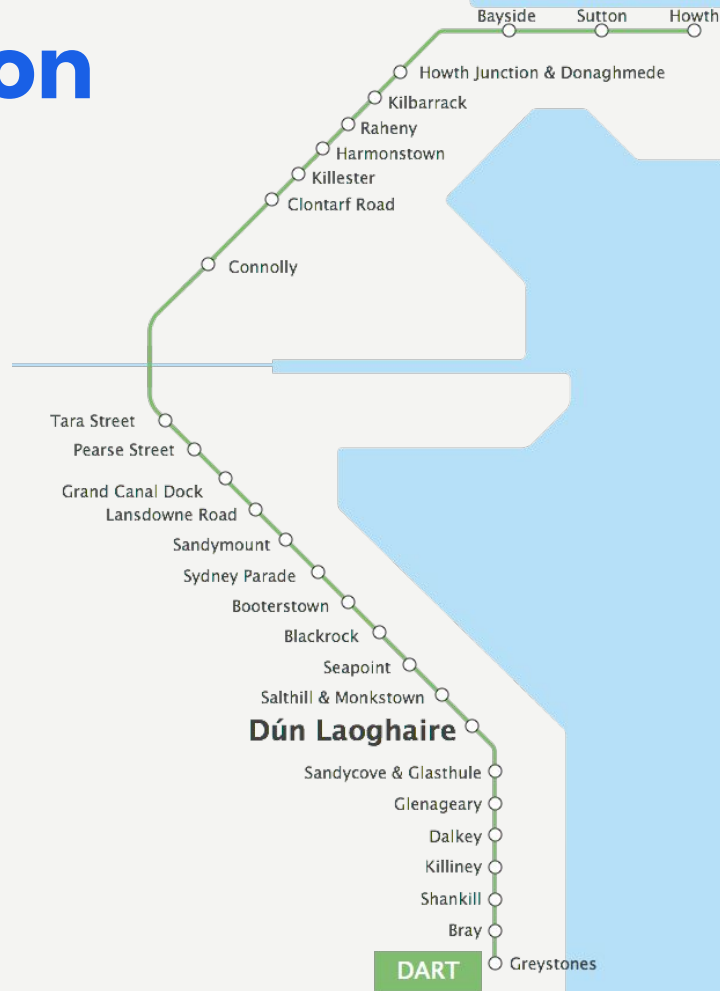 on
Bayside Sutton Howth
Howth Junction & Donaghmede
Kilbarrack
Raheny
Harmonstown
Killester
Clontarf Road
Connolly
Tara Street
Pearse Street
Grand Canal Dock
Lansdowne Road
Sandymount
Sydney Parade
Booterstown
Blackrock
Seapoint
Salthill & Monkstown
Dún Laoghaire
Sandycove & Glasthule
Glenageary
Dalkey
Killiney
Shankill
Bray
Greystones
DART